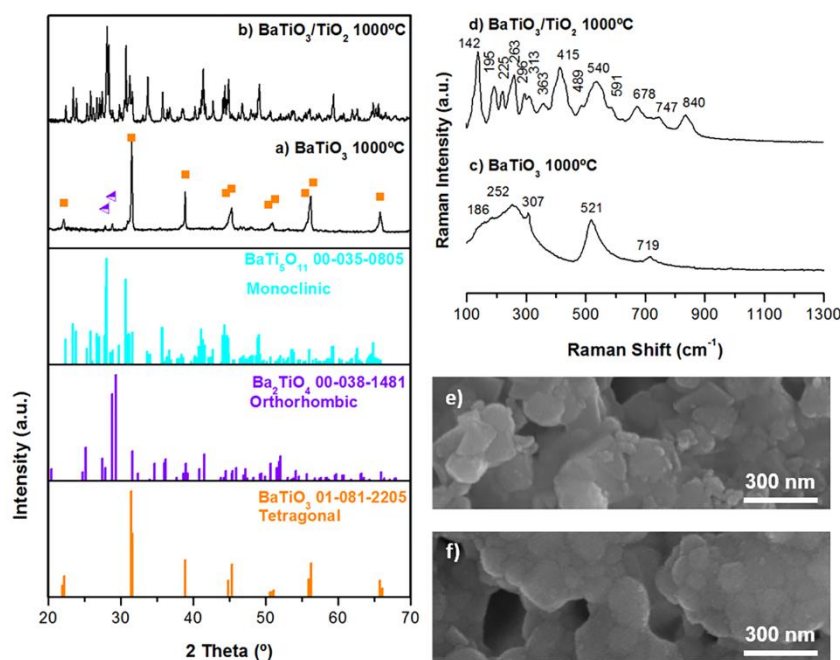 b) BaTiO₃/TiO₂ 1000ºC
a) BaTiO₃ 1000ºC
BaTi₅O₁₁ 00-035-0805
Monoclinic
Ba₂TiO₄ 00-038-1481
Orthorhombic
BaTiO₃ 01-081-2205
Tetragonal
Intensity (a.u.)
20 30 40 50 60 70
2 Theta (º)
d) BaTiO₃/TiO₂ 1000ºC
142 195 225 263 296 313 363 415 489 540 591 678 747 840
c) BaTiO₃ 1000ºC
186 252 307 521 719
Raman Intensity (a.u.)
100 300 500 700 900 1100 1300
Raman Shift (cm⁻¹)
e)
300 nm
f)
300 nm